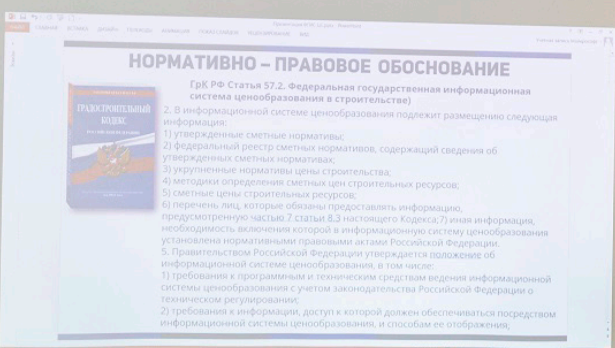 НОРМАТИВНО – ПРАВОВОЕ ОБОСНОВАНИЕ
ГрК РФ Статья 57.2. Федеральная государственная информационная
система ценообразования в строительстве)
ГРАДОСТРОИТЕЛЬНЫЙ
КОДЕКС
РОССИЙСКОЙ ФЕДЕРАЦИИ
2. В информационной системе ценообразования подлежит размещению следующая
информация:
1) утвержденные сметные нормативы;
2) федеральный реестр сметных нормативов, содержащий сведения об
утвержденных сметных нормативах;
3) укрупненные нормативы цены строительства;
4) методики определения сметных цен строительных ресурсов;
5) сметные цены строительных ресурсов;
6) перечень лиц, которые обязаны предоставлять информацию,
предусмотренную частью 7 статьи 8.3 настоящего Кодекса;7) иная информация,
необходимость включения которой в информационную систему ценообразования
установлена нормативными правовыми актами Российской Федерации.
5. Правительством Российской Федерации утверждается положение об
информационной системе ценообразования, в том числе:
1) требования к программным и техническим средствам ведения информационной
системы ценообразования с учетом законодательства Российской Федерации о
техническом регулировании;
2) требования к информации, доступ к которой должен обеспечиваться посредством
информационной системы ценообразования, и способам ее отображения;